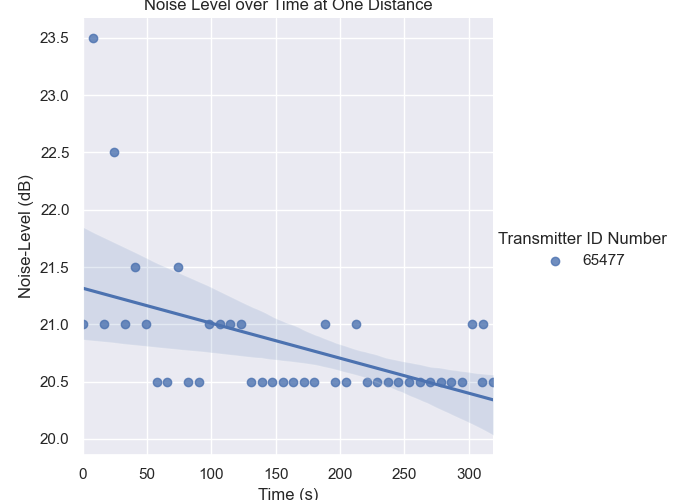 Noise Level over Time at One Distance
23.5
23.0
22.5
22.0
21.5
21.0
20.5
20.0
Noise-Level (dB)
0 50 100 150 200 250 300
Time (s)
Transmitter ID Number
65477